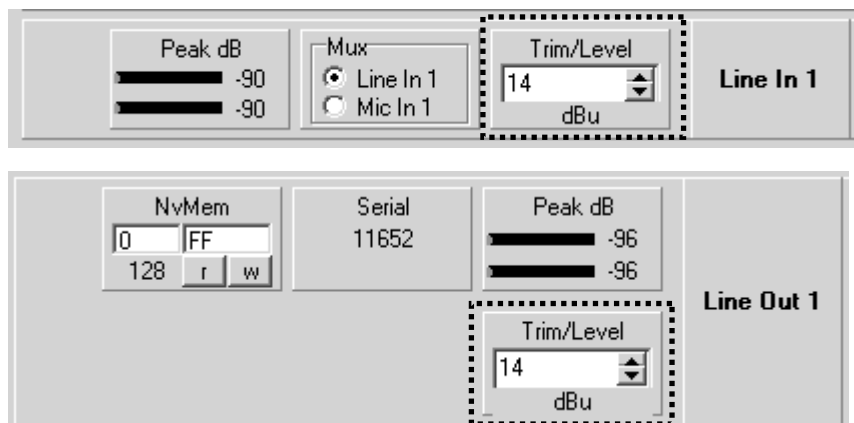 Peak dB
-90
-90
Mux
Line In 1
Mic In 1
Trim/Level
14
dBu
Line In 1
NvMem
0 FF
128 r w
Serial
11652
Peak dB
-96
-96
Trim/Level
14
dBu
Line Out 1